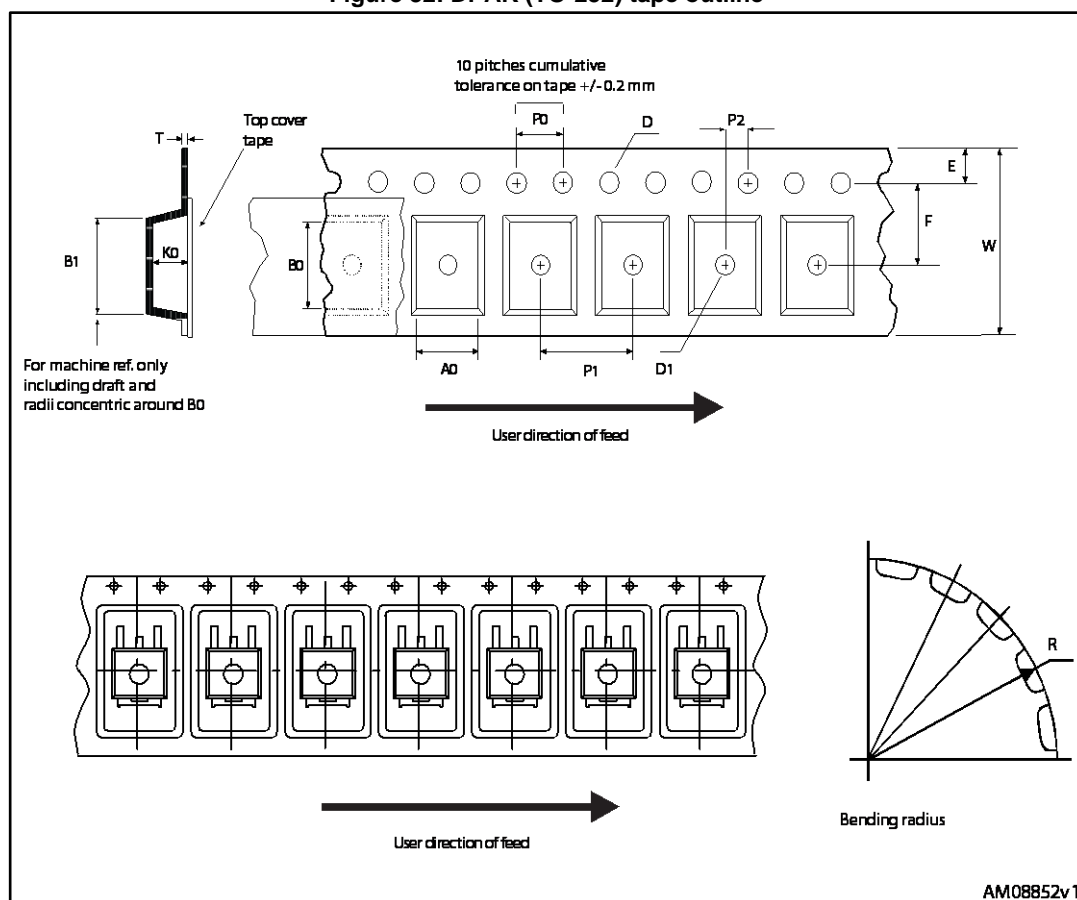 10 pitches cumulative
tolerance on tape +/-0.2 mm
T
Top cover
tape
P0
D
P2
E
F
W
B1
K0
B0
For machine ref. only
including draft and
radii concentric around B0
A0
P1
D1
User direction of feed
R
Bending radius
User direction of feed
AM08852v1